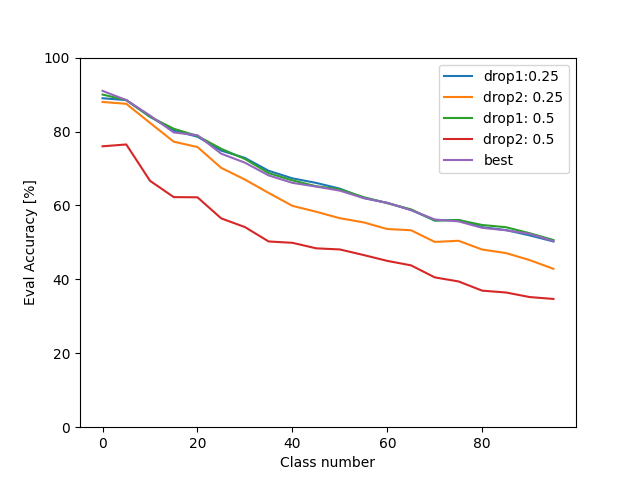 100
80
60
40
20
0
Eval Accuracy [%]
0 20 40 60 80
Class number
drop1:0.25
drop2: 0.25
drop1: 0.5
drop2: 0.5
best